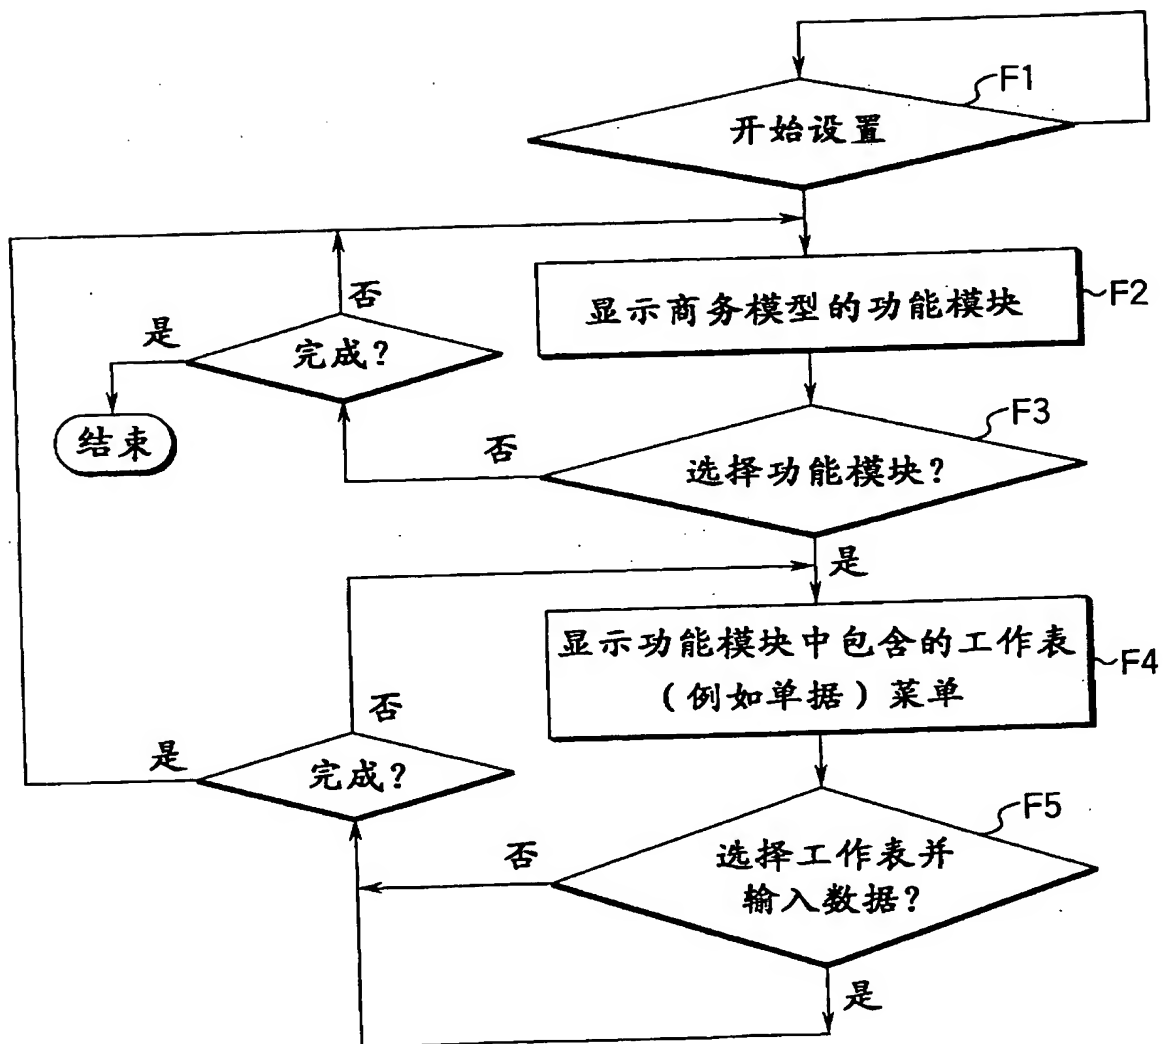 F1
开始设置
否
显示商务模型的功能模块
F2
是
完成?
结束
F3
否
选择功能模块?
是
显示功能模块中包含的工作表
(例如单据)菜单
F4
否
是
完成?
F5
否
选择工作表并
输入数据?
是